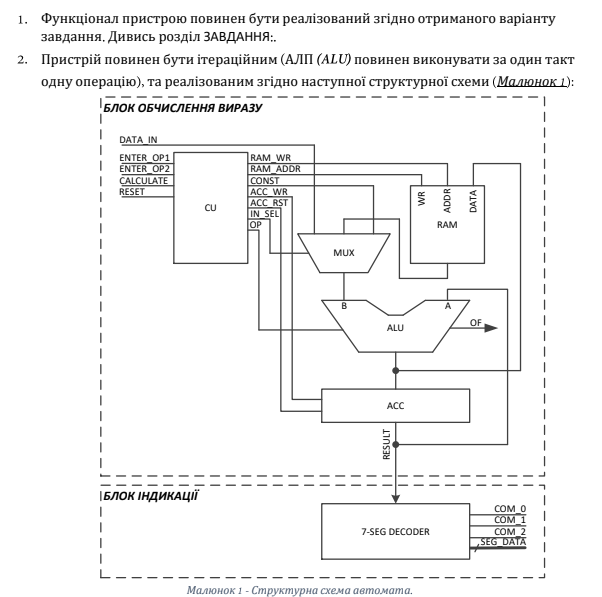 1. Функціонал пристрою повинен бути реалізований згідно отриманого варіанту
завдання. Дивись розділ ЗАВДАННЯ:.
2. Пристрій повинен бути ітераційним (АЛП (ALU) повинен виконувати за один такт
одну операцію), та реалізованим згідно наступної структурної схеми (Малюнок 1):
БЛОК ОБЧИСЛЕННЯ ВИРАЗУ
DATA_IN
ENTER_OP1
ENTER_OP2
CALCULATE
RESET
CU
RAM_WR
RAM_ADDR
CONST
ACC_WR
ACC_RST
IN_SEL
OP
WR
ADDR
DATA
RAM
MUX
B
A
ALU
OF
ACC
RESULT
БЛОК ІНДИКАЦІЇ
7-SEG DECODER
COM_0
COM_1
COM_2
SEG_DATA
Малюнок 1 - Структурна схема автомата.